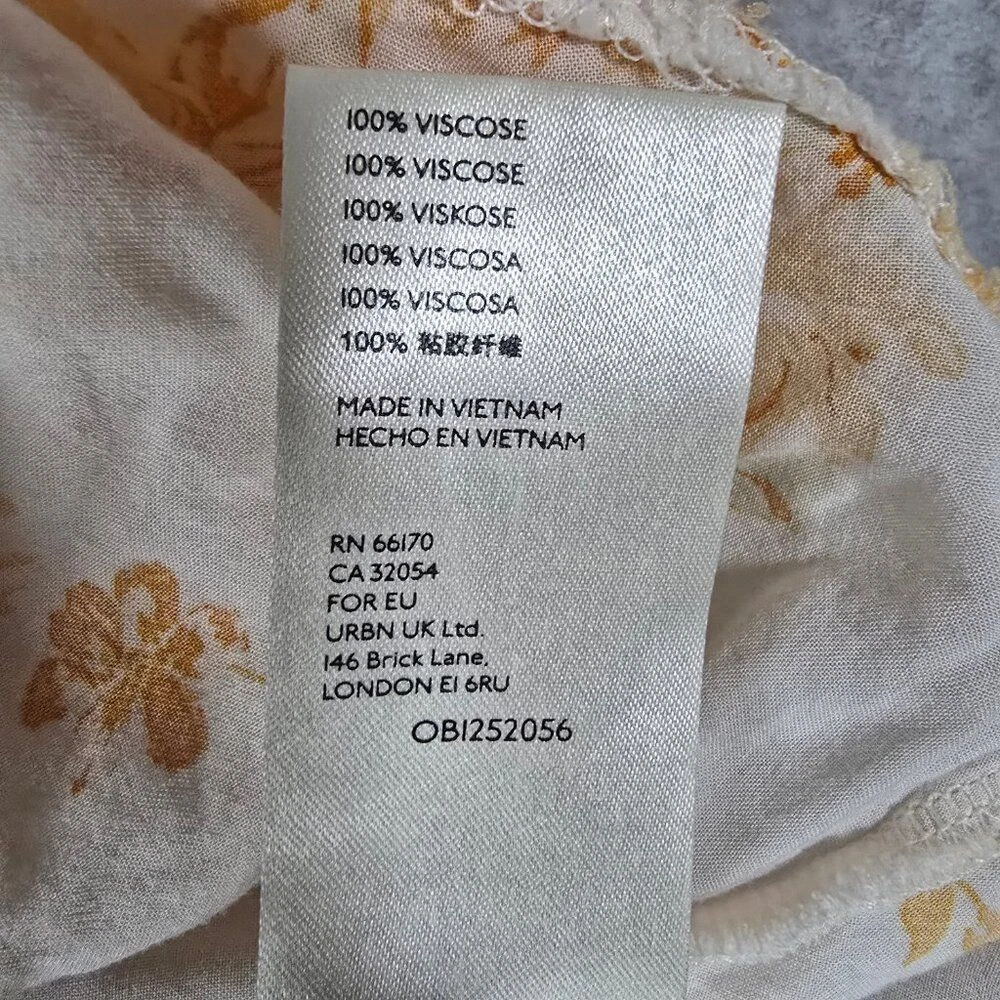 100% VISCOSE
100% VISCOSE
100% VISKOSE
100% VISCOSA
100% VISCOSA
100% 粘胶纤维
MADE IN VIETNAM
HECHO EN VIETNAM
RN 66170
CA 32054
FOR EU
URBN UK Ltd.
146 Brick Lane,
LONDON E1 6RU
OB1252056